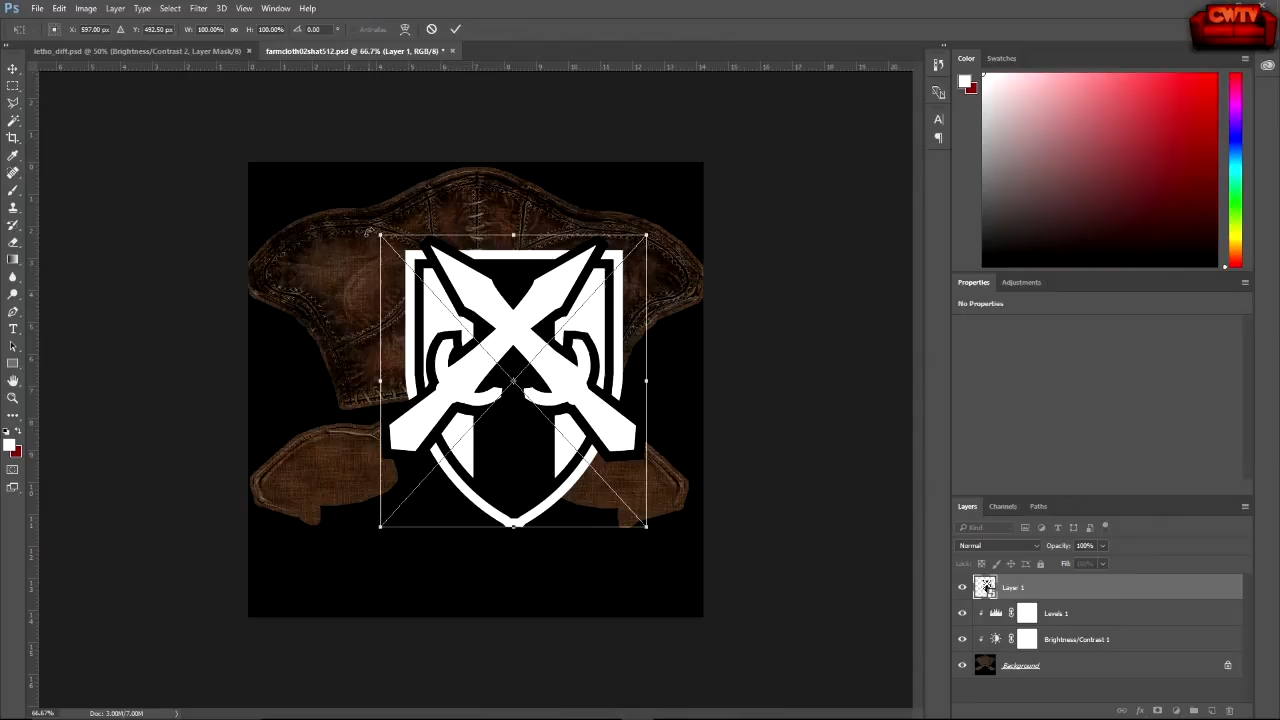 Ps File Edit Image Layer Type Select Filter 3D View Window Help
X: 597.00 px Y: 492.50 px W: 100.00% H: 100.00% 0.00 ° Antialias
CWTV
letho_diff.psd @ 50% (Brightness/Contrast 2, Layer Mask/8) × farmcloth02shat512.psd @ 66.7% (Layer 1, RGB/8) * ×
Color Swatches
Properties Adjustments
No Properties
Layers Channels Paths
Kind
Normal Opacity: 100%
Lock: Fill: 100%
Layer 1
Levels 1
Brightness/Contrast 1
Background
66.67% Doc: 3.00M/7.00M